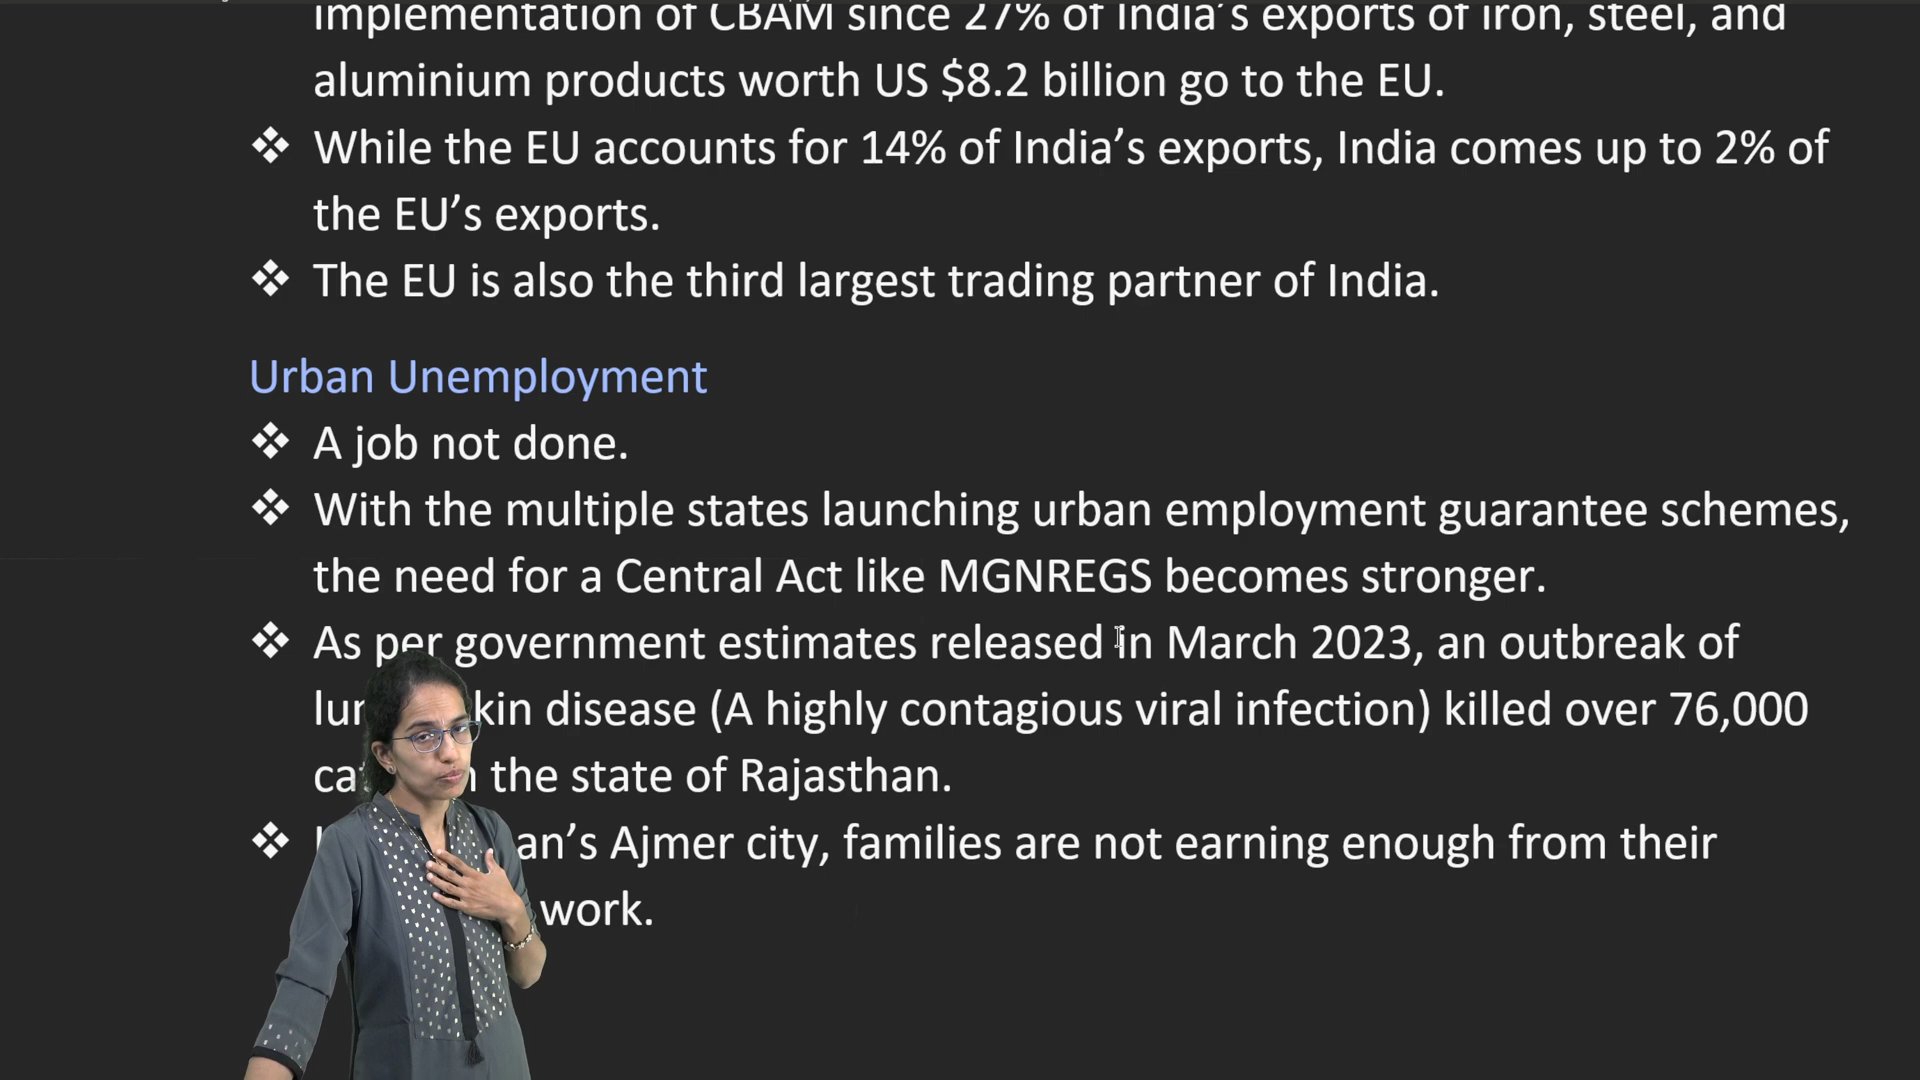 implementation of CBAM since 27% of India's exports of iron, steel, and
aluminium products worth US $8.2 billion go to the EU.
❖ While the EU accounts for 14% of India's exports, India comes up to 2% of
the EU's exports.
❖ The EU is also the third largest trading partner of India.
Urban Unemployment
❖ A job not done.
❖ With the multiple states launching urban employment guarantee schemes,
the need for a Central Act like MGNREGS becomes stronger.
❖ As per government estimates released in March 2023, an outbreak of
disease (A highly contagious viral infection) killed over 76,000
the state of Rajasthan.
❖ Ajmer city, families are not earning enough from their
work.